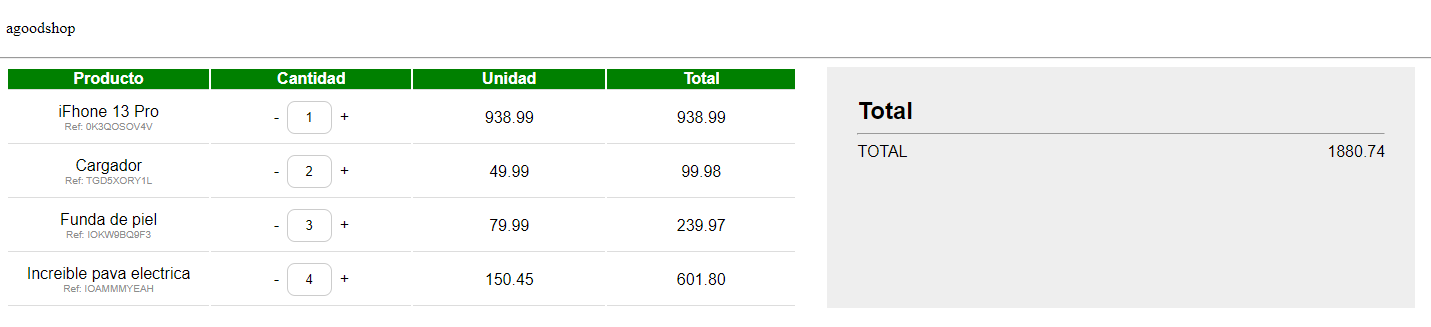 agoodshop
Producto Cantidad Unidad Total
iFhone 13 Pro - 1 + 938.99 938.99
Ref: 0K3QOSOV4V
Cargador - 2 + 49.99 99.98
Ref: TGD5XORY1L
Funda de piel - 3 + 79.99 239.97
Ref: IOKW9BQ9F3
Increible pava electrica - 4 + 150.45 601.80
Ref: IOAMMMYEAH
Total
TOTAL 1880.74